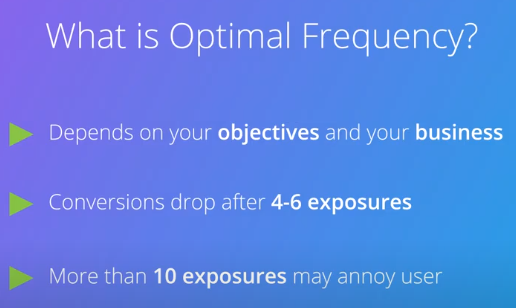 What is Optimal Frequency?
Depends on your objectives and your business
Conversions drop after 4-6 exposures
More than 10 exposures may annoy user